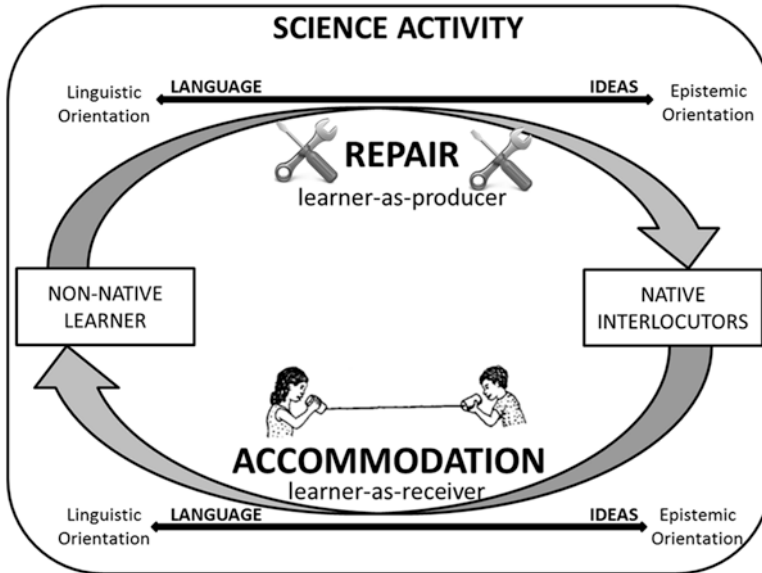 SCIENCE ACTIVITY
LANGUAGE IDEAS
Linguistic
Orientation
Epistemic
Orientation
REPAIR
learner-as-producer
NON-NATIVE
LEARNER
NATIVE
INTERLOCUTORS
ACCOMMODATION
learner-as-receiver
LANGUAGE IDEAS
Linguistic
Orientation
Epistemic
Orientation